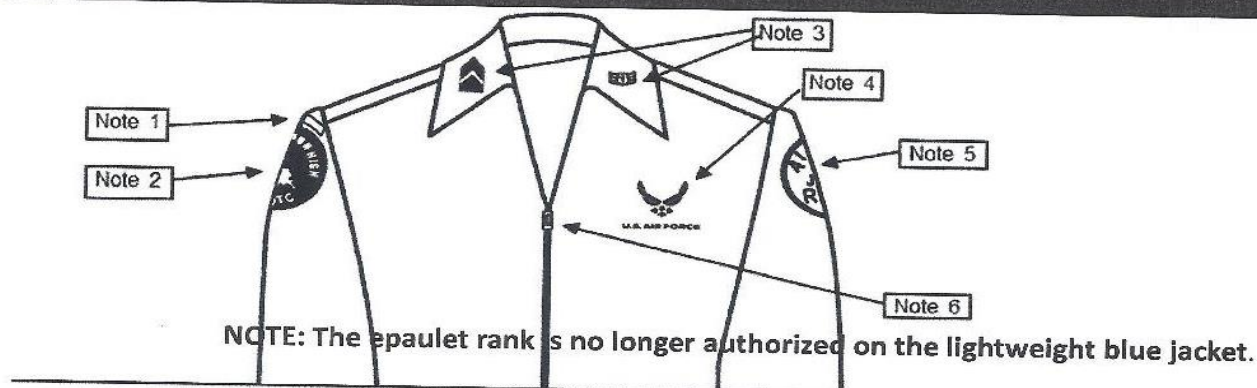 Note 3
Note 4
Note 1
Note 5
Note 2
U.S. AIR FORCE
Note 6
NOTE: The epaulet rank is no longer authorized on the lightweight blue jacket.